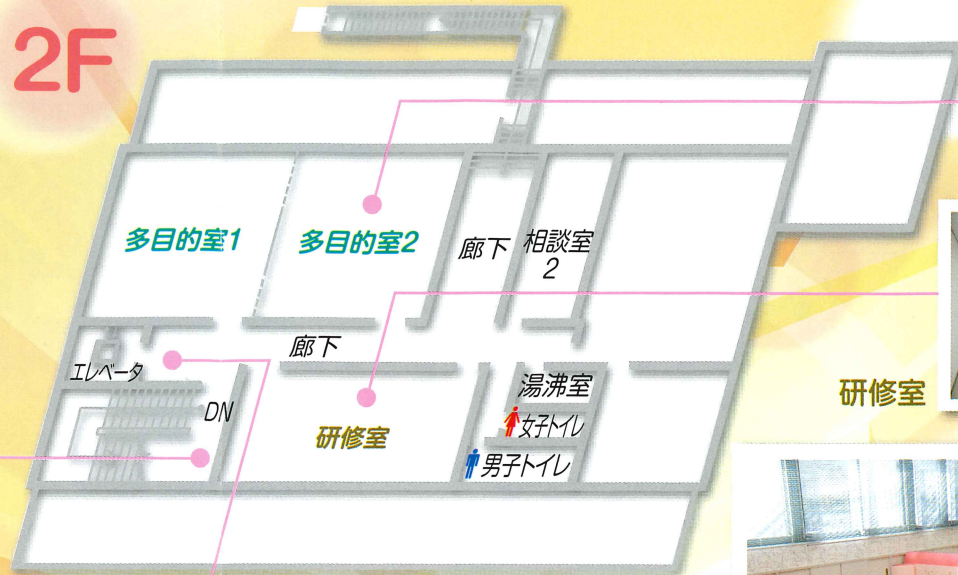 2F
多目的室1
多目的室2
廊下
相談室
2
廊下
エレベータ
DN
研修室
湯沸室
女子トイレ
男子トイレ
研修室